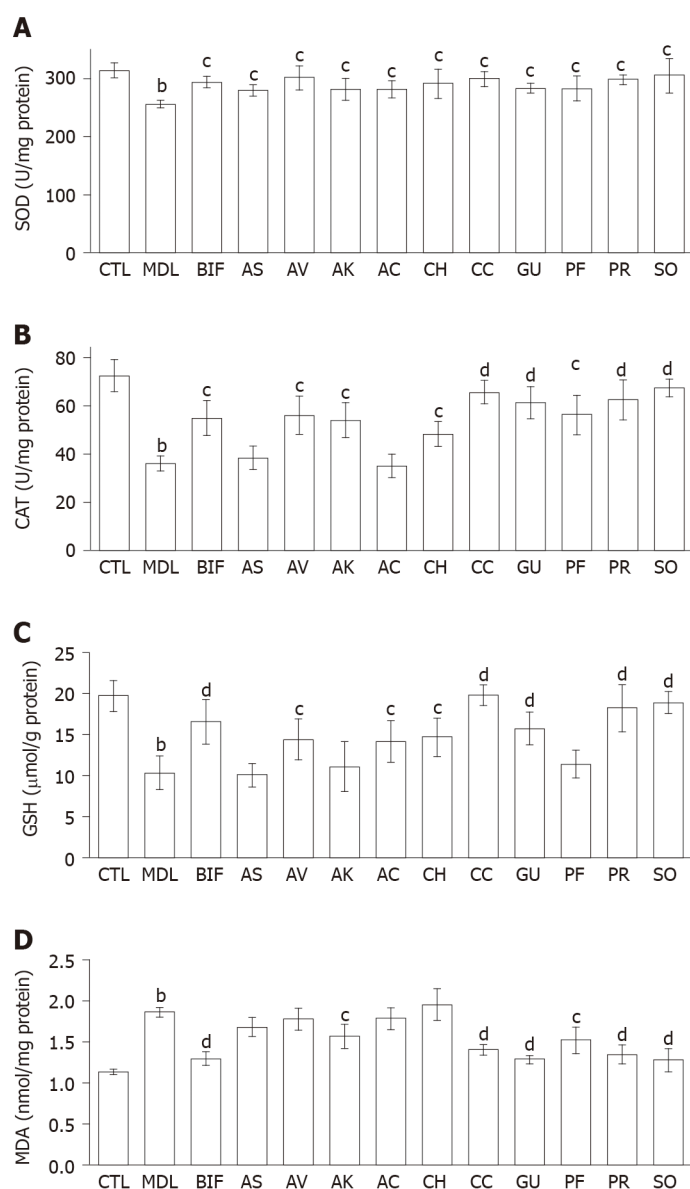 A
SOD (U/mg protein)
300
200
100
0
b c c c c c c c c c c c
CTL MDL BIF AS AV AK AC CH CC GU PF PR SO
B
CAT (U/mg protein)
80
60
40
20
0
b c c c c d d c d d
CTL MDL BIF AS AV AK AC CH CC GU PF PR SO
C
GSH (μmol/g protein)
25
20
15
10
5
0
b d c c c d d d d
CTL MDL BIF AS AV AK AC CH CC GU PF PR SO
D
MDA (nmol/mg protein)
2.5
2.0
1.5
1.0
0.5
0.0
b d c d d c d d
CTL MDL BIF AS AV AK AC CH CC GU PF PR SO